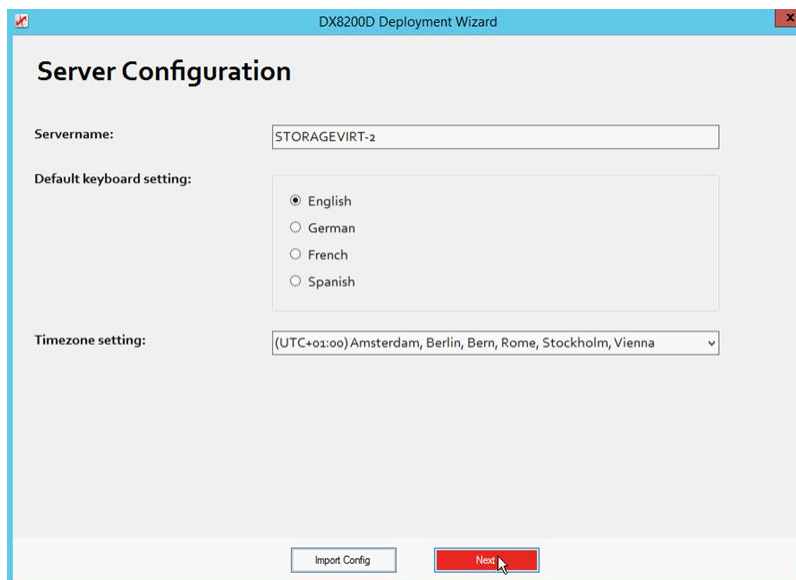 DX8200D Deployment Wizard
x
Server Configuration
Servername:
STORAGEVIRT-2
Default keyboard setting:
English
German
French
Spanish
Timezone setting:
(UTC+01:00) Amsterdam, Berlin, Bern, Rome, Stockholm, Vienna
Import Config
Next